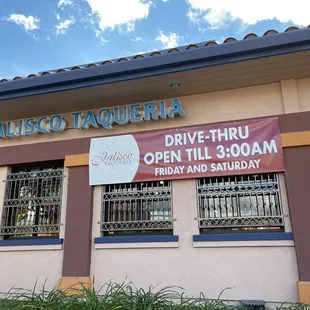 ALISCO TAQUERIA
Jalisco
TAQUERIA
DRIVE-THRU
OPEN TILL 3:00AM
FRIDAY AND SATURDAY